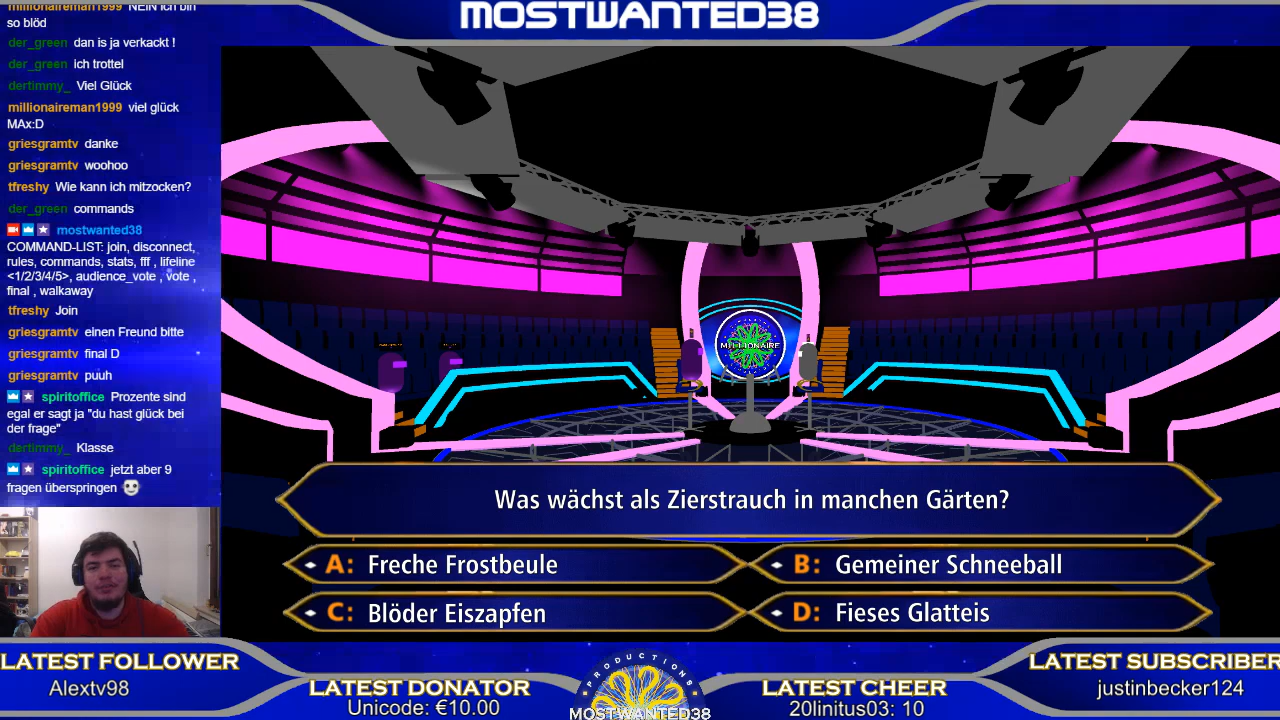 MOSTWANTED38
millionaireman1999 NEIN ich bin
so blöd
der_green dan is ja verkackt !
der_green ich trottel
dertimmy_ Viel Glück
millionaireman1999 viel glück
MAx:D
griesgramtv danke
griesgramtv woohoo
tfreshy Wie kann ich mitzocken?
der_green commands
mostwanted38
COMMAND-LIST: join, disconnect,
rules, commands, stats, fff , lifeline
<1/2/3/4/5>, audience_vote , vote ,
final , walkaway
tfreshy Join
griesgramtv einen Freund bitte
griesgramtv final D
griesgramtv puuh
spiritoffice Prozente sind
egal er sagt ja "du hast glück bei
der frage"
dertimmy_ Klasse
spiritoffice jetzt aber 9
fragen überspringen
MILLIONAIRE
Was wächst als Zierstrauch in manchen Gärten?
A: Freche Frostbeule
B: Gemeiner Schneeball
C: Blöder Eiszapfen
D: Fieses Glatteis
LATEST FOLLOWER
Alextv98
LATEST DONATOR
Unicode: €10.00
PRODUCTIONS
MOSTWANTED38
LATEST CHEER
20linitus03: 10
LATEST SUBSCRIBER
justinbecker124